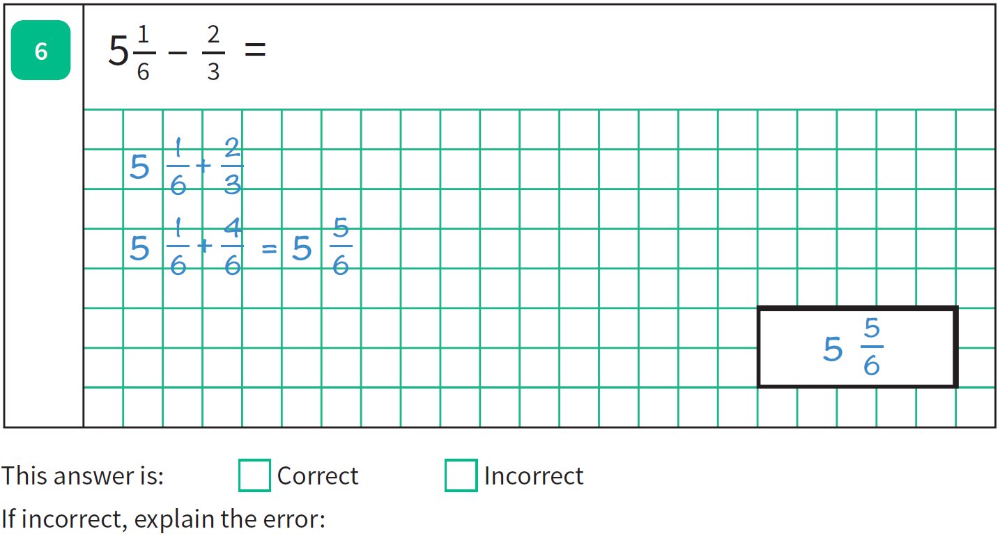 6
5 1/6 – 2/3 =
5 1/6 + 2/3
5 1/6 + 4/6 = 5 5/6
5 5/6
This answer is: Correct Incorrect
If incorrect, explain the error: